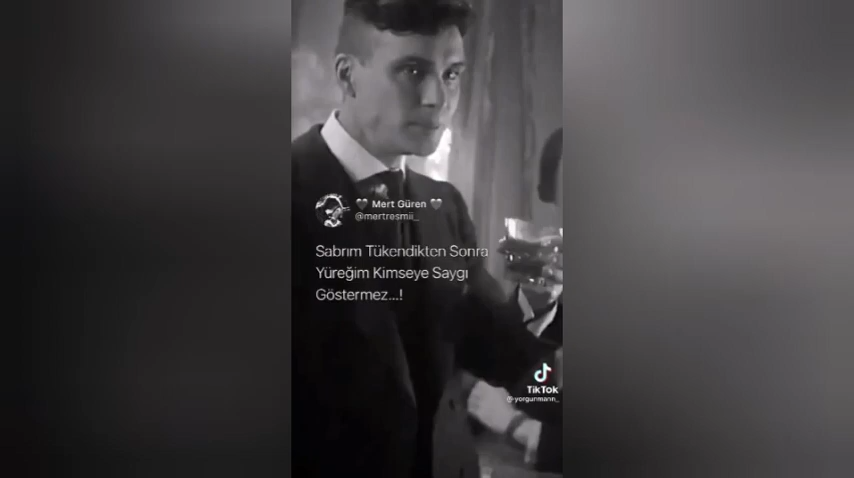 🖤 Mert Güren 🖤
@mertresmii_
Sabrım Tükendikten Sonra
Yüreğim Kimseye Saygı
Göstermez...!
TikTok
@-yorgunmann_